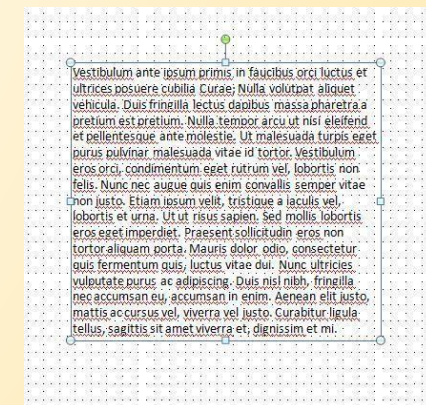 Vestibulum ante ipsum primis in faucibus orci luctus et
ultrices posuere cubilia Curae; Nulla volutpat aliquet
vehicula. Duis fringilla lectus dapibus massa pharetra a
pretium est pretium. Nulla tempor arcu ut nisi eleifend
et pellentesque ante molestie. Ut malesuada turpis eget
purus pulvinar malesuada vitae id tortor. Vestibulum
eros orci, condimentum eget rutrum vel, lobortis non
felis. Nunc nec augue quis enim convallis semper vitae
non justo. Etiam ipsum velit, tristique a iaculis vel,
lobortis et urna. Ut ut risus sapien. Sed mollis lobortis
eros eget imperdiet. Praesent sollicitudin eros non
tortor aliquam porta. Mauris dolor odio, consectetur
quis fermentum quis, luctus vitae dui. Nunc ultricies
vulputate purus ac adipiscing. Duis nisl nibh, fringilla
nec accumsan eu, accumsan in enim. Aenean elit justo,
mattis ac cursus vel, viverra vel justo. Curabitur ligula
tellus, sagittis sit amet viverra et, dignissim et mi.